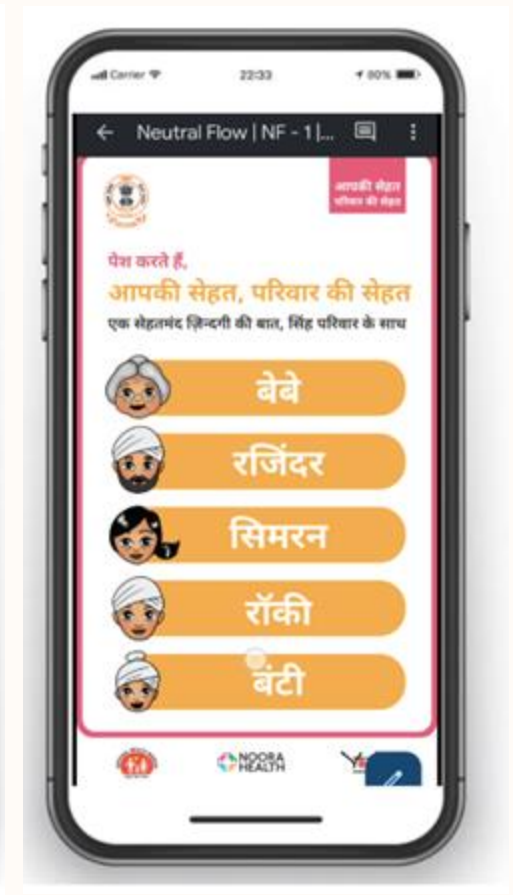 Carrier
22:33
80%
Neutral Flow | NF - 1 |...
आपकी सेहत
परिवार की सेहत
पेश करते हैं,
आपकी सेहत, परिवार की सेहत
एक सेहतमंद ज़िन्दगी की बात, सिंह परिवार के साथ
बेबे
रजिंदर
सिमरन
रॉकी
बंटी
NOORA
HEALTH